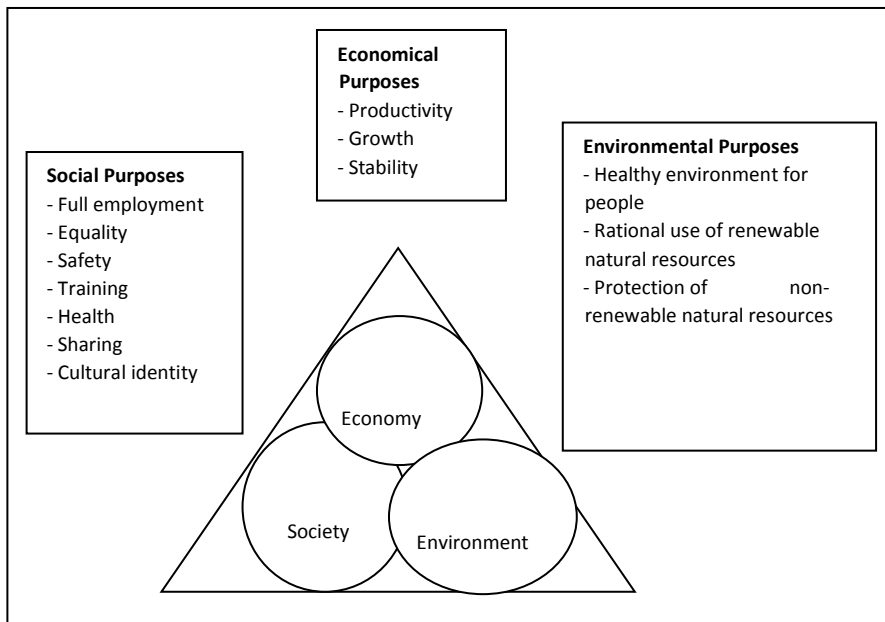 Economical
Purposes
- Productivity
- Growth
- Stability
Social Purposes
- Full employment
- Equality
- Safety
- Training
- Health
- Sharing
- Cultural identity
Environmental Purposes
- Healthy environment for
people
- Rational use of renewable
natural resources
- Protection of non-
renewable natural resources
Economy
Society
Environment